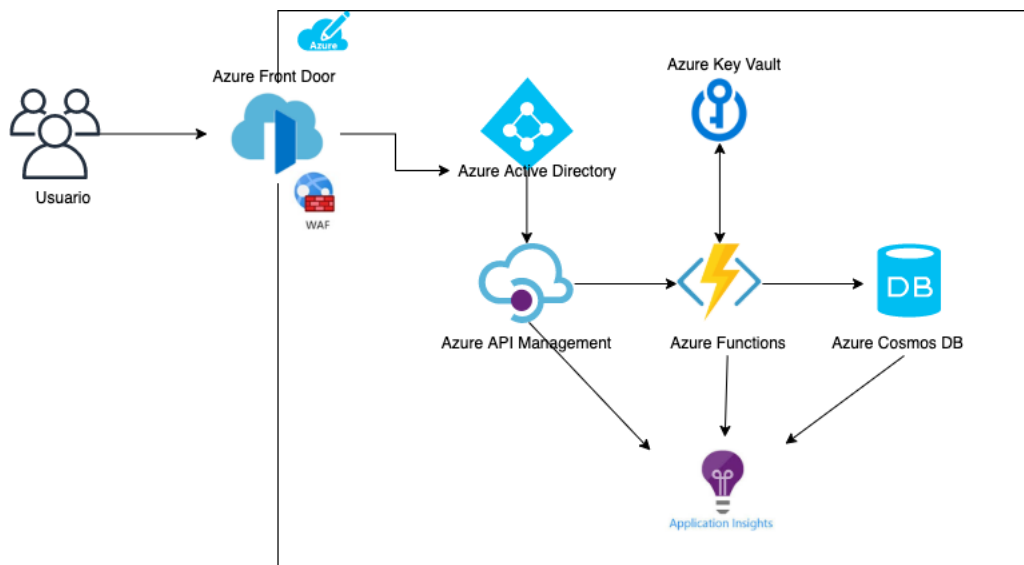 Azure
Azure Front Door
Azure Key Vault
Usuario
Azure Active Directory
WAF
DB
Azure API Management
Azure Functions
Azure Cosmos DB
Application Insights